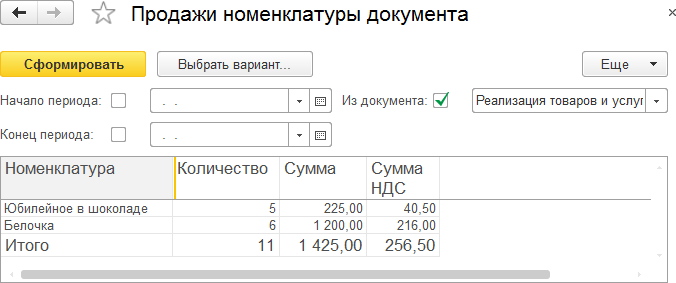 Продажи номенклатуры документа
Сформировать Выбрать вариант... Еще
Начало периода: . . Из документа: Реализация товаров и услуг
Конец периода: . .
Номенклатура Количество Сумма Сумма НДС
Юбилейное в шоколаде 5 225,00 40,50
Белочка 6 1 200,00 216,00
Итого 11 1 425,00 256,50